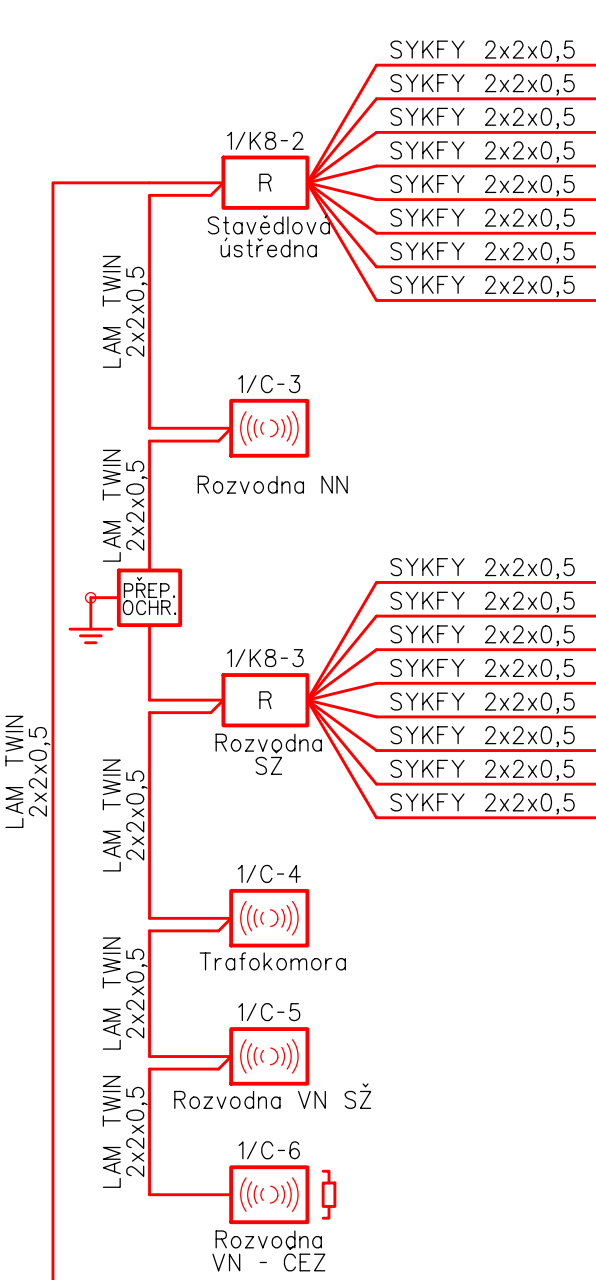 SYKFY 2x2x0,5
SYKFY 2x2x0,5
SYKFY 2x2x0,5
SYKFY 2x2x0,5
SYKFY 2x2x0,5
SYKFY 2x2x0,5
SYKFY 2x2x0,5
SYKFY 2x2x0,5
1/K8-2
R
Stavědlová
ústředna
LAM TWIN
2x2x0,5
1/C-3
Rozvodna NN
LAM TWIN
2x2x0,5
PŘEP.
OCHR.
SYKFY 2x2x0,5
SYKFY 2x2x0,5
SYKFY 2x2x0,5
SYKFY 2x2x0,5
SYKFY 2x2x0,5
SYKFY 2x2x0,5
SYKFY 2x2x0,5
SYKFY 2x2x0,5
1/K8-3
R
Rozvodna
SŽ
LAM TWIN
2x2x0,5
LAM TWIN
2x2x0,5
1/C-4
Trafokomora
LAM TWIN
2x2x0,5
1/C-5
Rozvodna VN SŽ
LAM TWIN
2x2x0,5
1/C-6
Rozvodna
VN - ČEZ